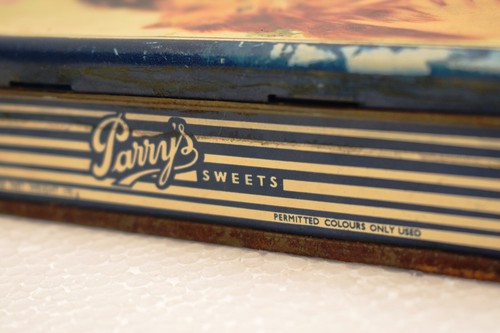 Parry's
SWEETS
PERMITTED COLOURS ONLY USED